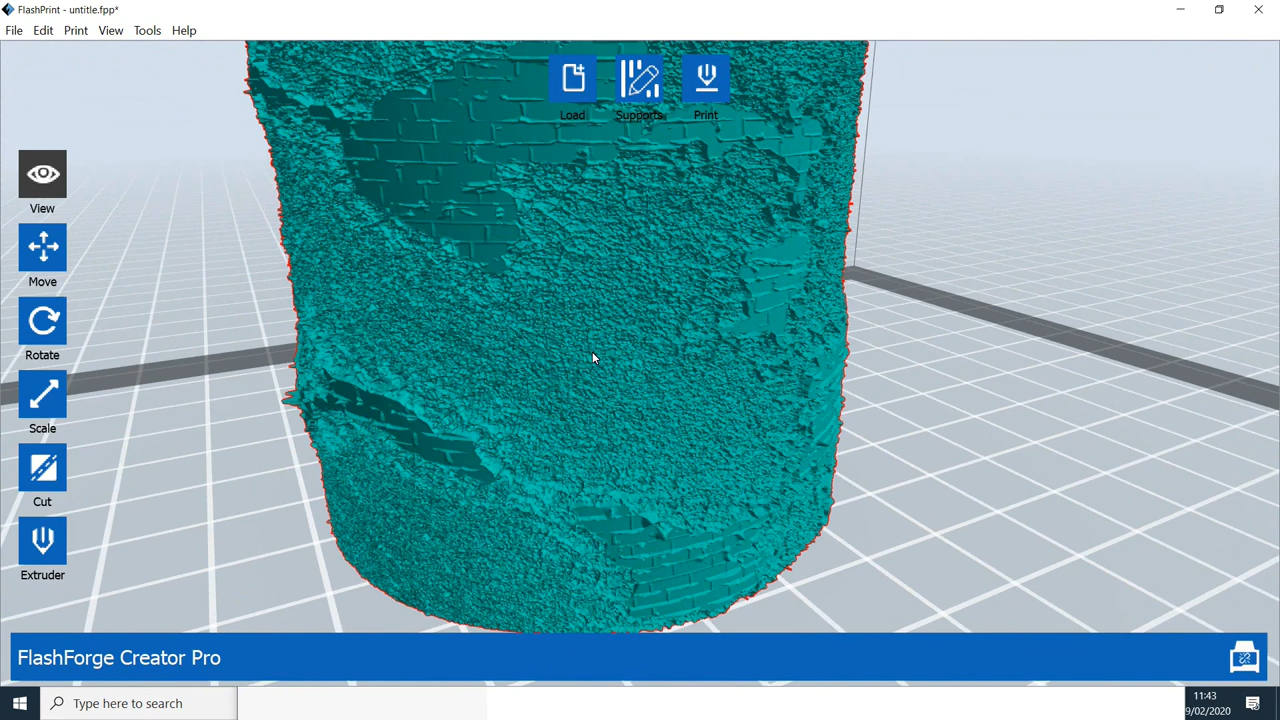 FlashPrint - untitle.fpp*
File Edit Print View Tools Help
Load Supports Print
View
Move
Rotate
Scale
Cut
Extruder
FlashForge Creator Pro
Type here to search
11:43
9/02/2020